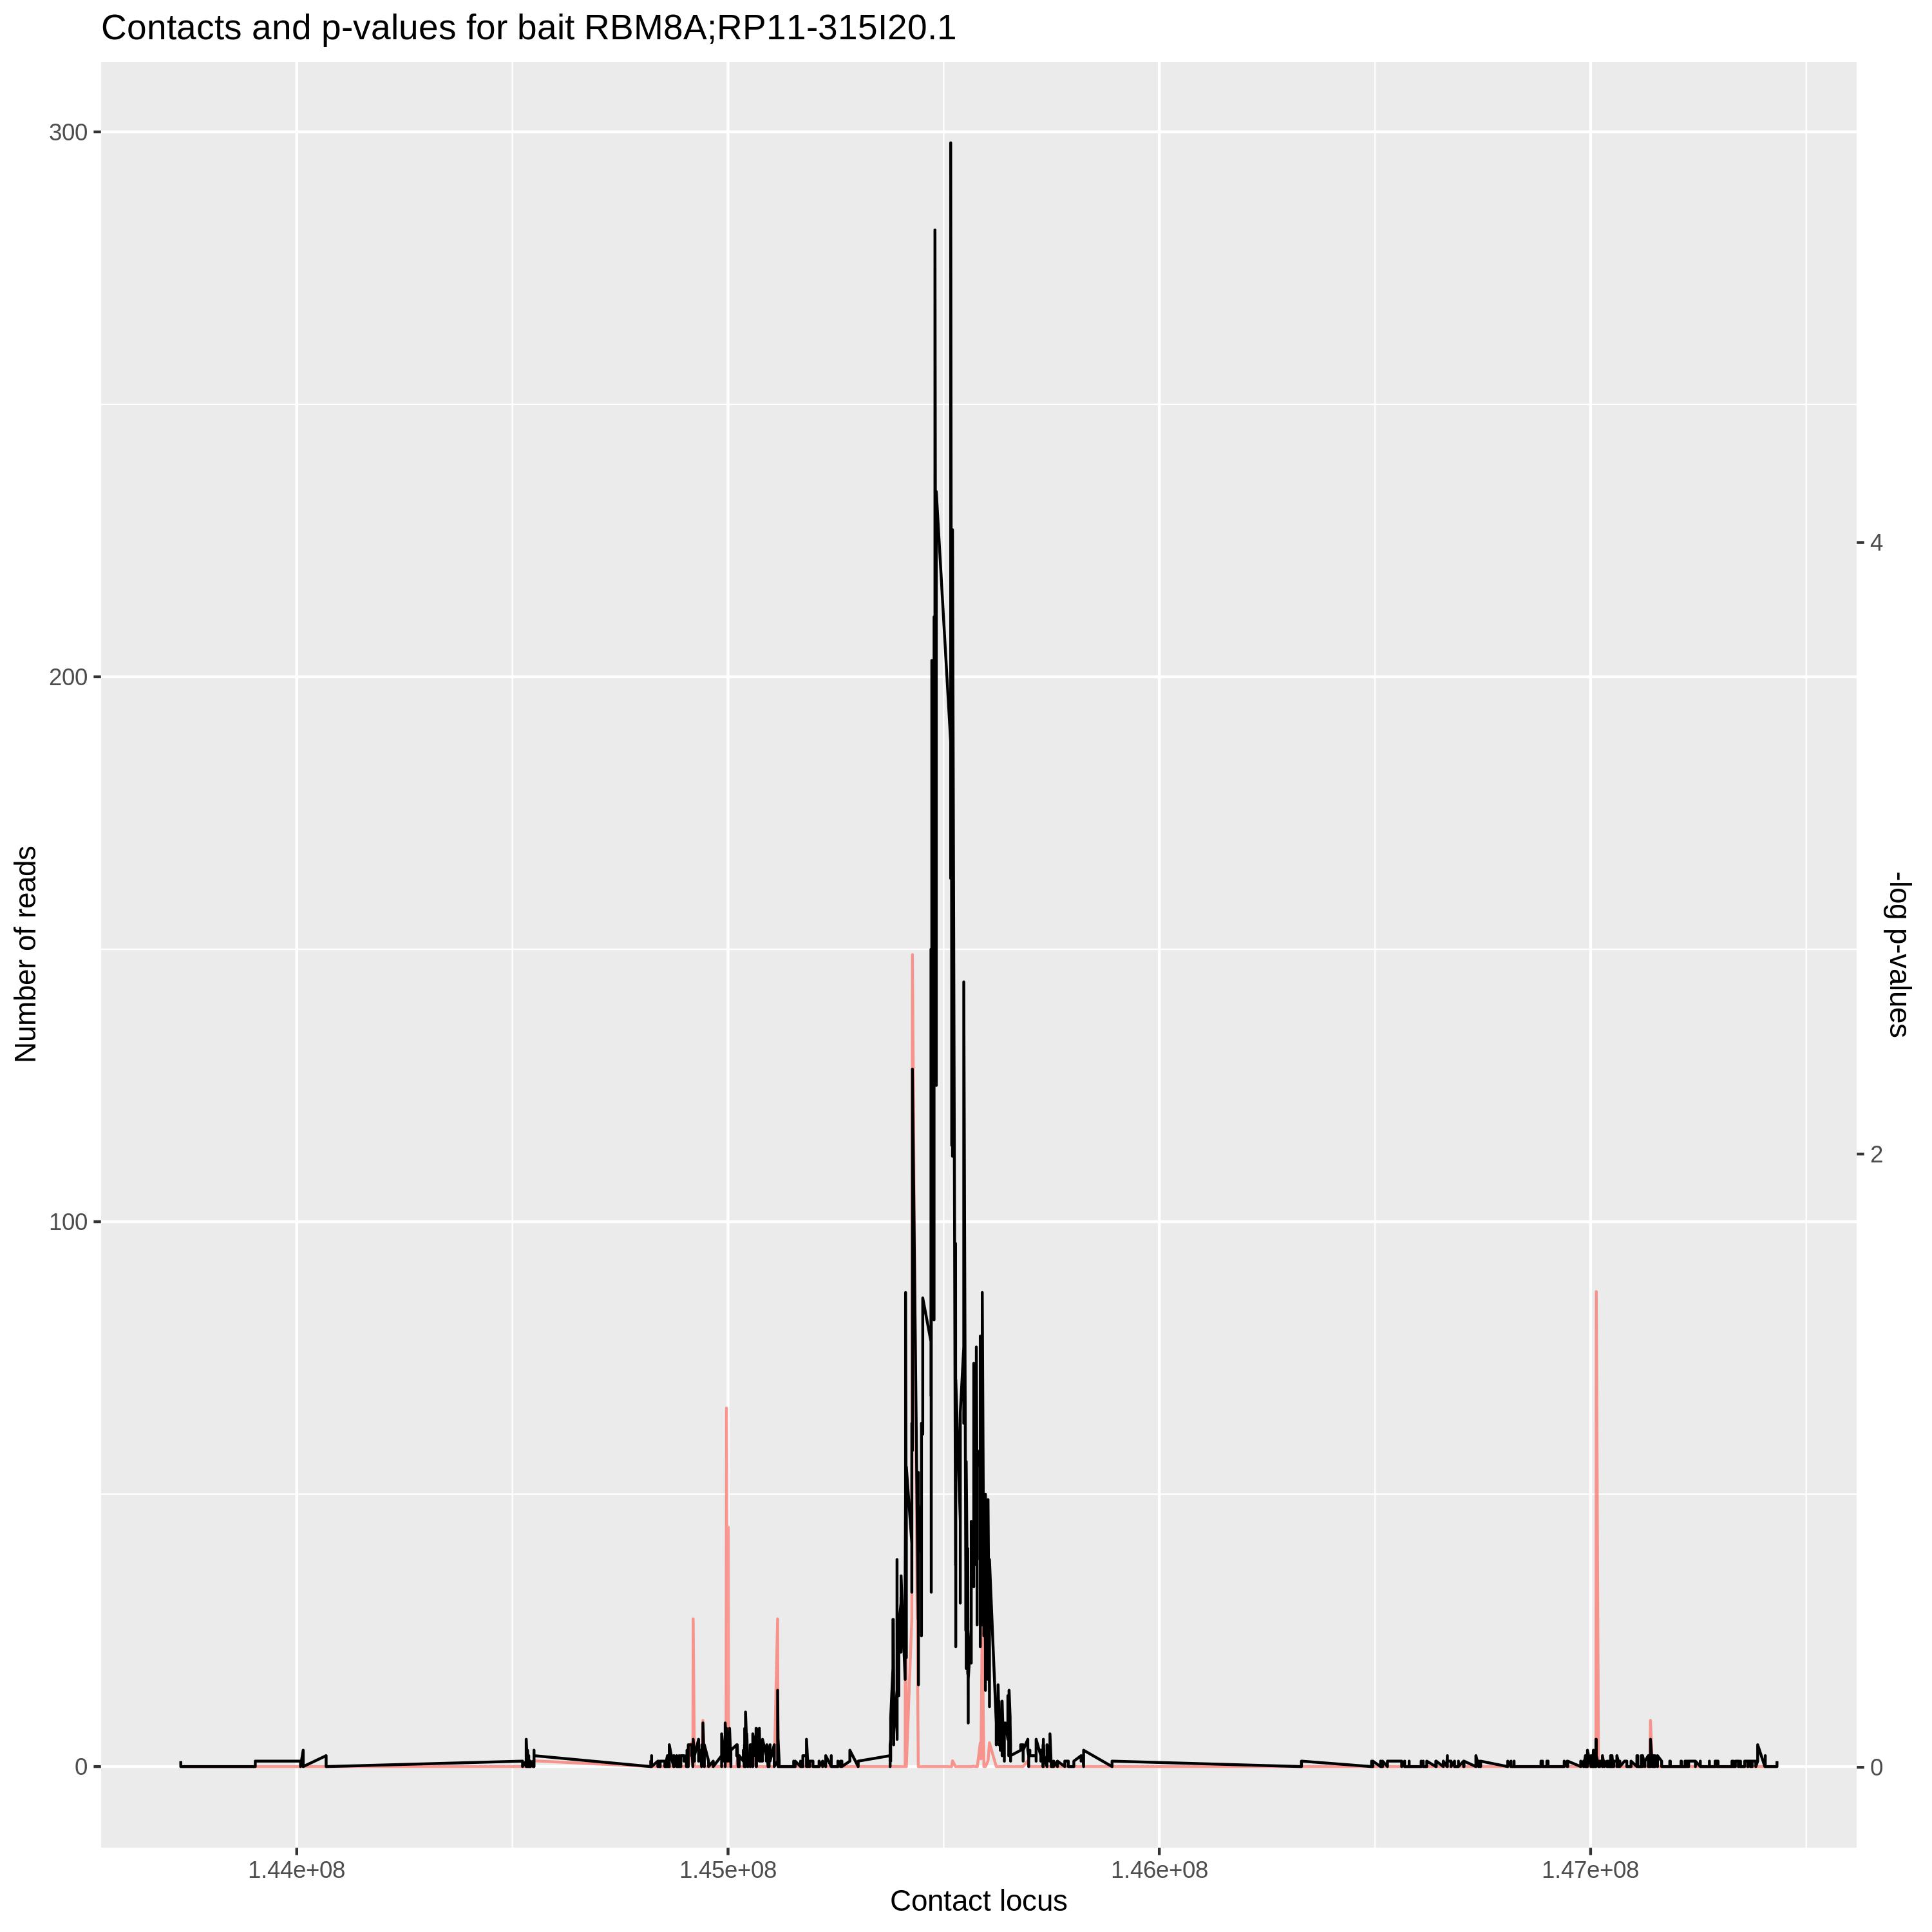 Contacts and p-values for bait RBM8A;RP11-315I20.1
300
200
100
0
4
2
0
Number of reads
-log p-values
1.44e+08
1.45e+08
1.46e+08
1.47e+08
Contact locus